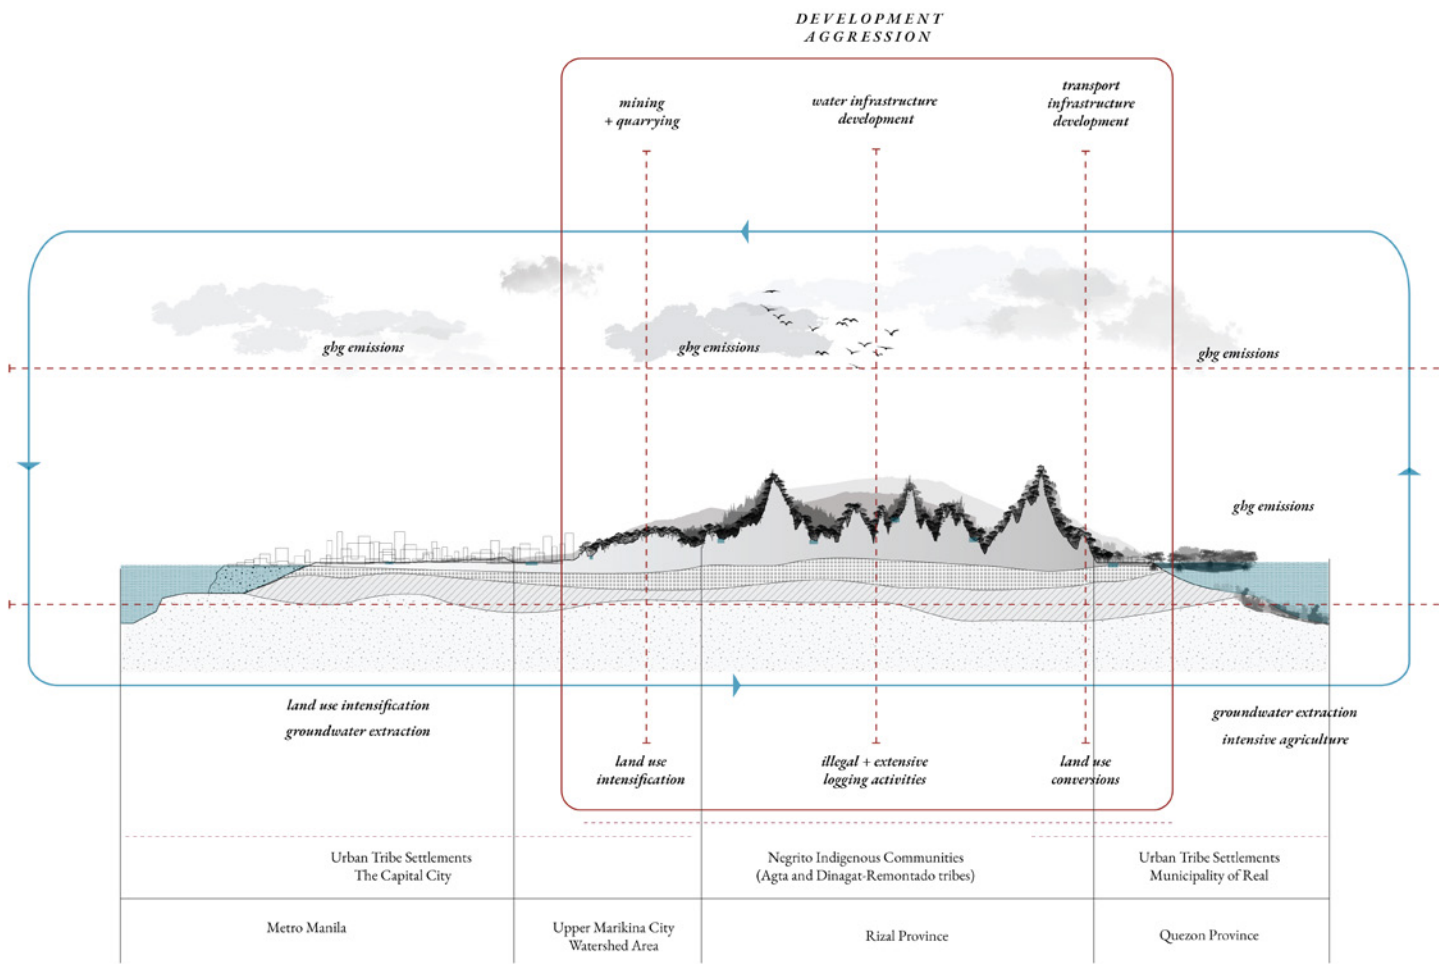 DEVELOPMENT
AGGRESSION
mining
+ quarrying
water infrastructure
development
transport
infrastructure
development
ghg emissions
ghg emissions
ghg emissions
ghg emissions
land use intensification
groundwater extraction
groundwater extraction
intensive agriculture
land use
intensification
illegal + extensive
logging activities
land use
conversions
Urban Tribe Settlements
The Capital City
Negrito Indigenous Communities
(Agta and Dinagat-Remontado tribes)
Urban Tribe Settlements
Municipality of Real
Metro Manila
Upper Marikina City
Watershed Area
Rizal Province
Quezon Province